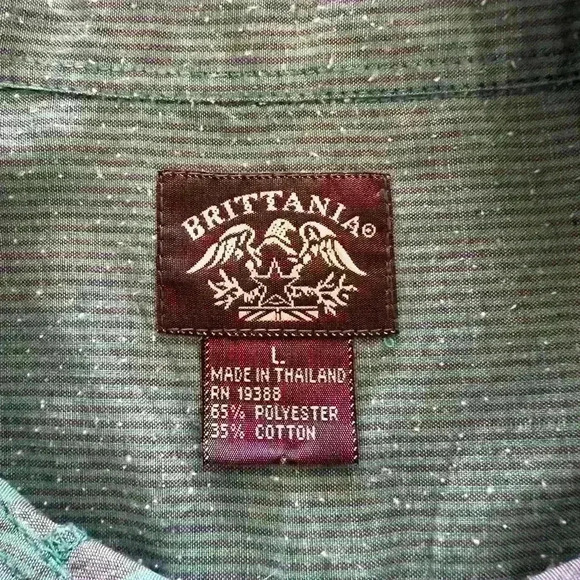 BRITTANIA®
L
MADE IN THAILAND
RN 19388
65% POLYESTER
35% COTTON